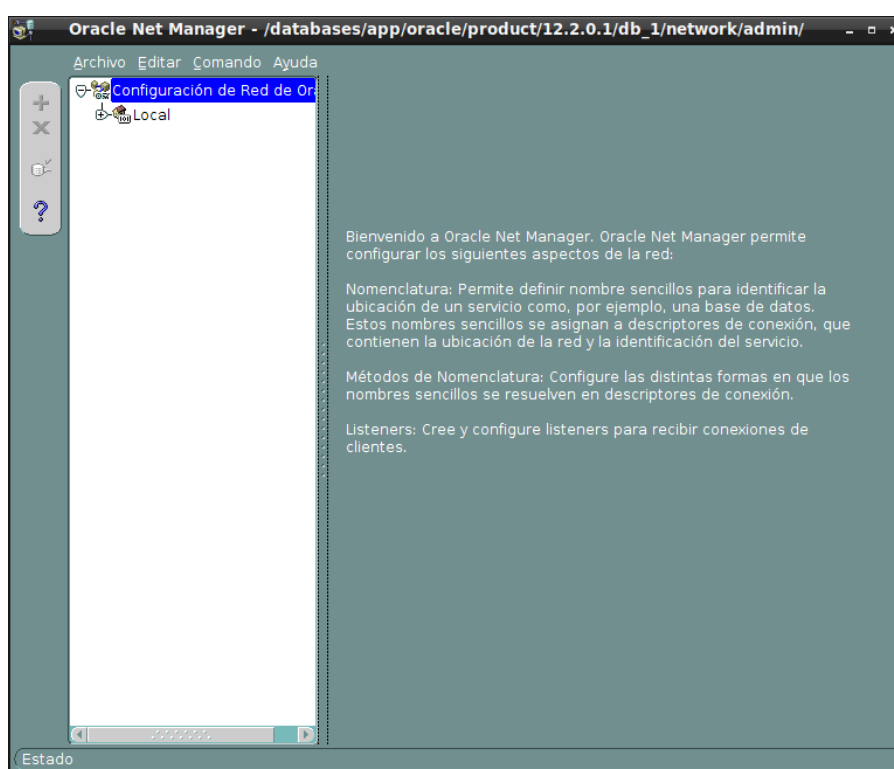 Oracle Net Manager - /databases/app/oracle/product/12.2.0.1/db_1/network/admin/
Archivo Editar Comando Ayuda
Configuración de Red de Or
Local
Bienvenido a Oracle Net Manager. Oracle Net Manager permite
configurar los siguientes aspectos de la red:
Nomenclatura: Permite definir nombre sencillos para identificar la
ubicación de un servicio como, por ejemplo, una base de datos.
Estos nombres sencillos se asignan a descriptores de conexión, que
contienen la ubicación de la red y la identificación del servicio.
Métodos de Nomenclatura: Configure las distintas formas en que los
nombres sencillos se resuelven en descriptores de conexión.
Listeners: Cree y configure listeners para recibir conexiones de
clientes.
Estado